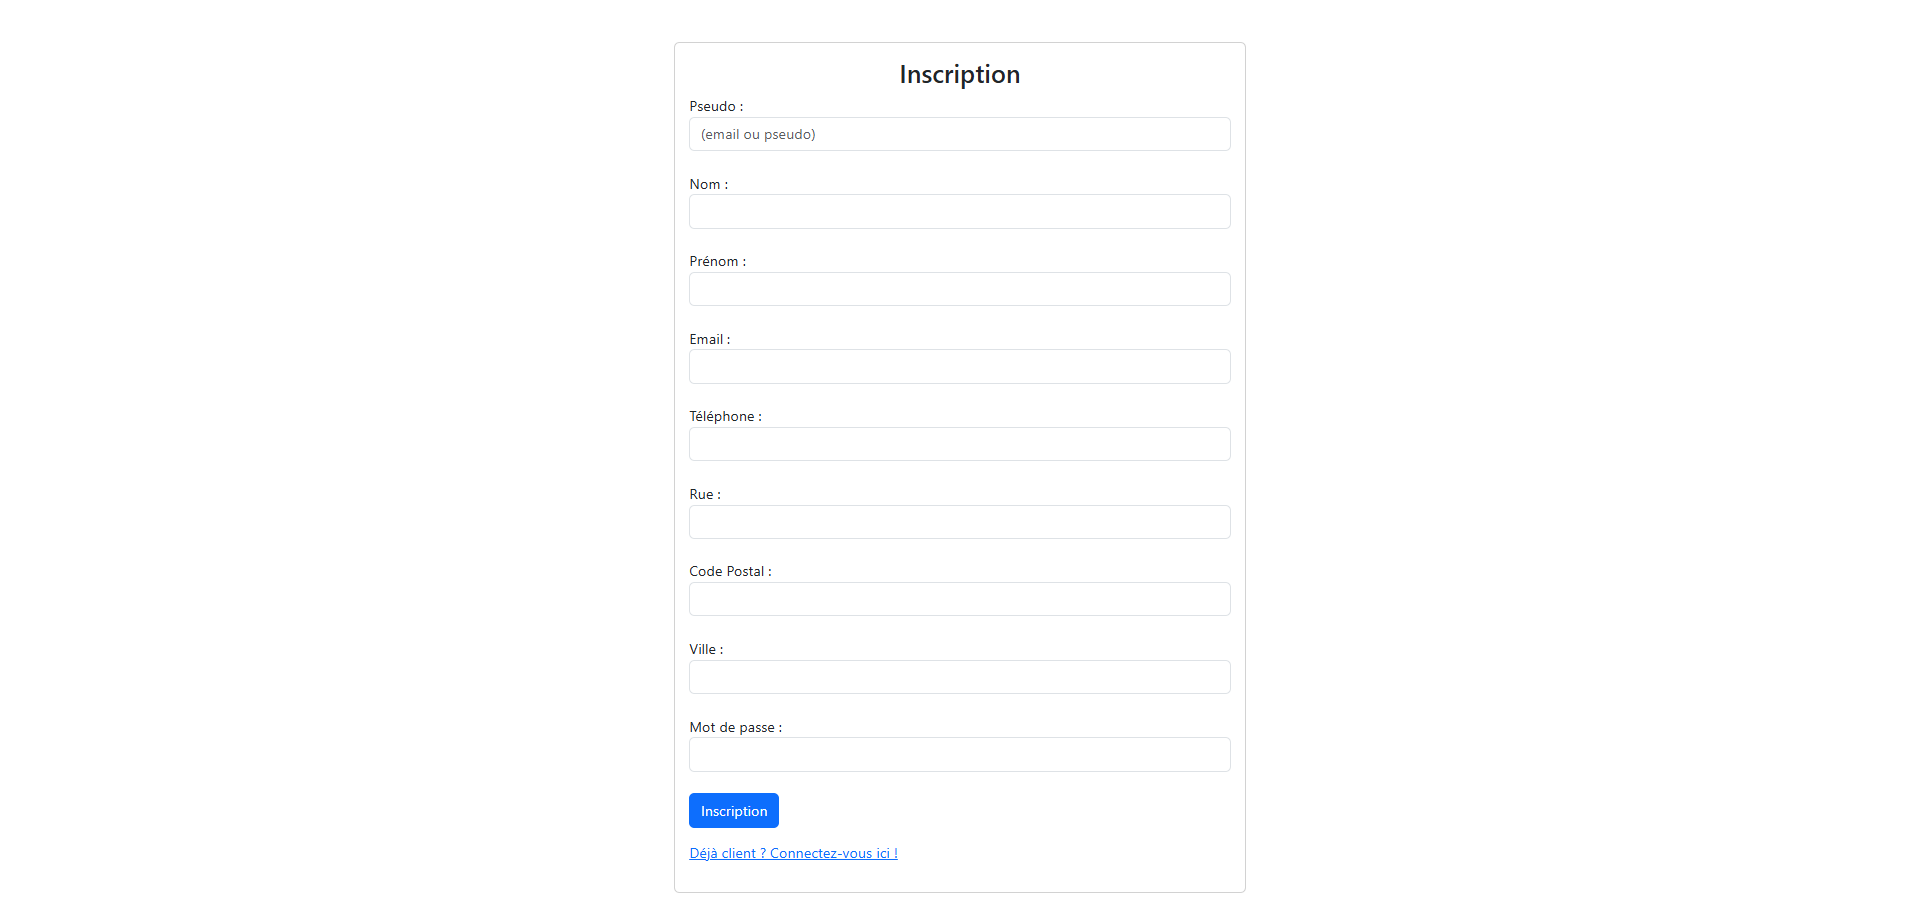 Inscription
Pseudo :
(email ou pseudo)
Nom :
Prénom :
Email :
Téléphone :
Rue :
Code Postal :
Ville :
Mot de passe :
Inscription
Déjà client ? Connectez-vous ici !